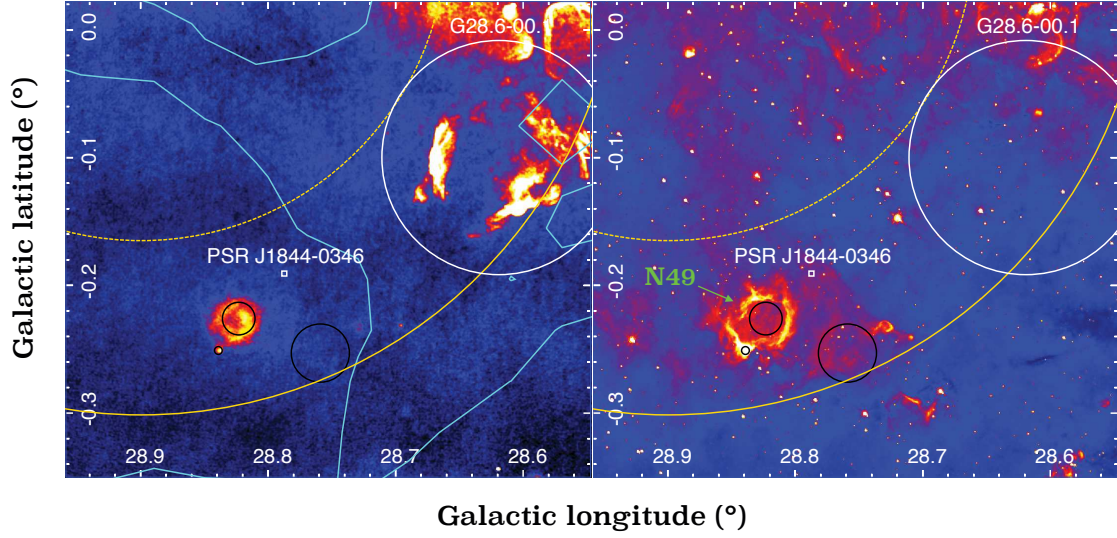 Galactic latitude (°)
0.0
-0.1
-0.2
-0.3
G28.6-00.1
PSR J1844-0346
28.9
28.8
28.7
28.6
0.0
-0.1
-0.2
-0.3
G28.6-00.1
PSR J1844-0346
N49
28.9
28.8
28.7
28.6
Galactic longitude (°)